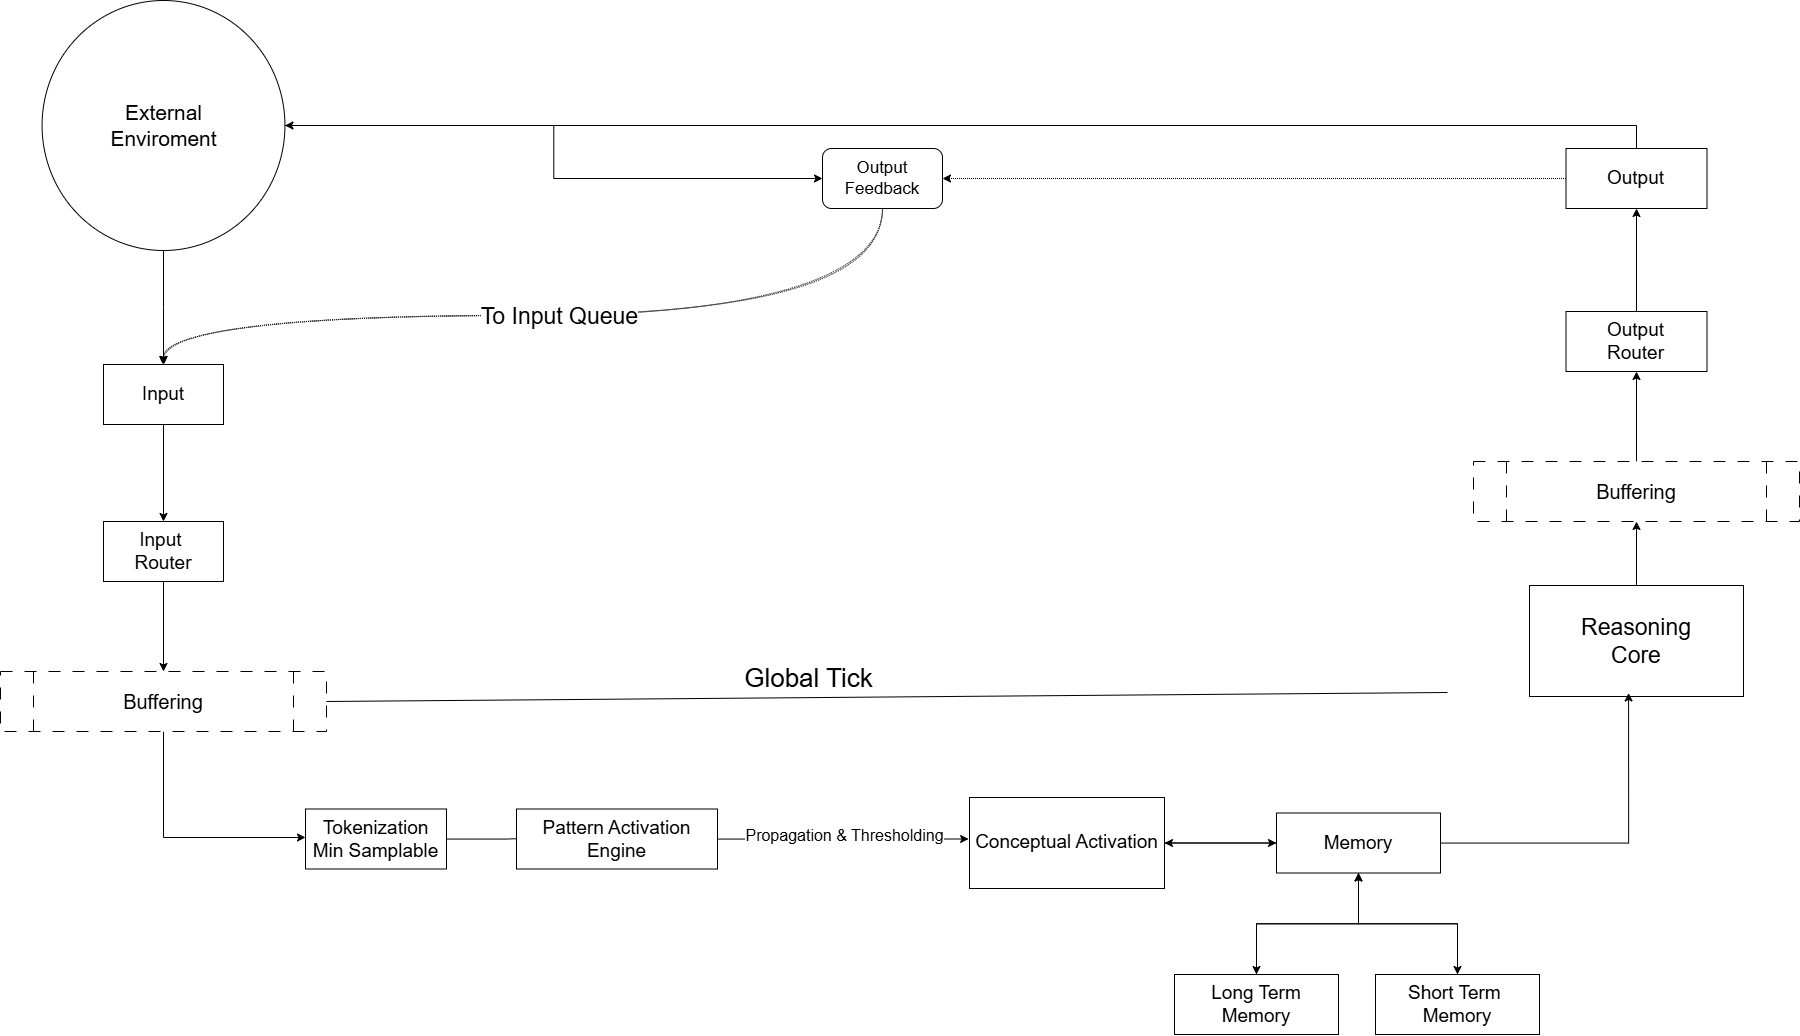 External
Enviroment
Output
Feedback
Output
To Input Queue
Output
Router
Input
Buffering
Input
Router
Reasoning
Core
Global Tick
Buffering
Tokenization
Min Samplable
Pattern Activation
Engine
Propagation & Thresholding
Conceptual Activation
Memory
Long Term
Memory
Short Term
Memory